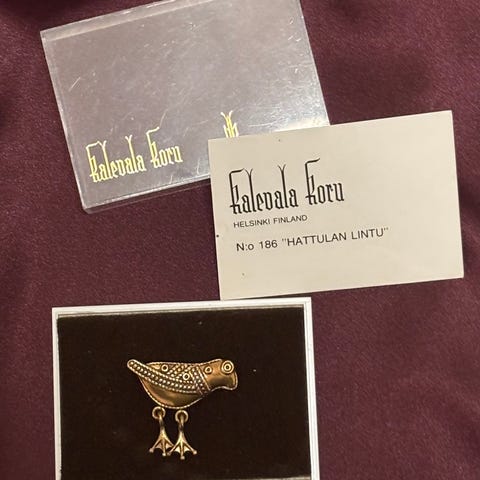 Kalevala Koru
Kalevala Koru
HELSINKI FINLAND
N:o 186 "HATTULAN LINTU"